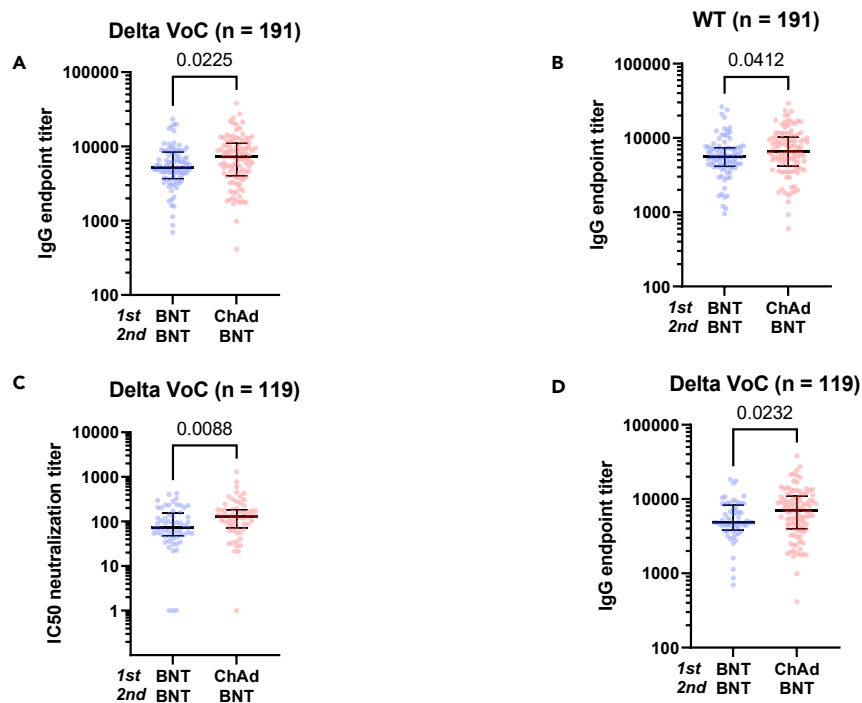 A
Delta VoC (n = 191)
0.0225
IgG endpoint titer
100000
10000
1000
100
1st BNT ChAd
2nd BNT BNT
B
WT (n = 191)
0.0412
IgG endpoint titer
100000
10000
1000
100
1st BNT ChAd
2nd BNT BNT
C
Delta VoC (n = 119)
0.0088
IC50 neutralization titer
10000
1000
100
10
1
1st BNT ChAd
2nd BNT BNT
D
Delta VoC (n = 119)
0.0232
IgG endpoint titer
100000
10000
1000
100
1st BNT ChAd
2nd BNT BNT